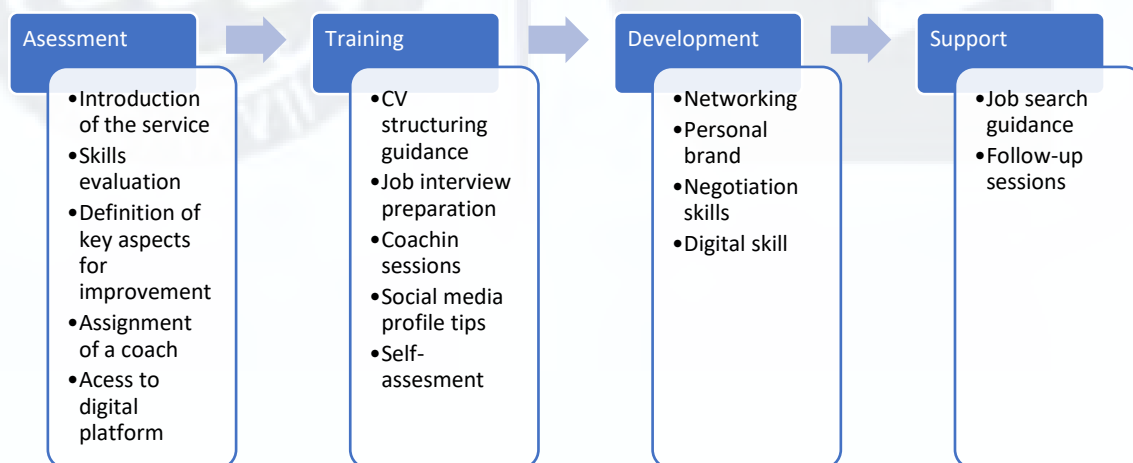 Asessment
•Introduction
of the service
•Skills
evaluation
•Definition of
key aspects
for
improvement
•Assignment
of a coach
•Acess to
digital
platform
Training
•CV
structuring
guidance
•Job interview
preparation
•Coachin
sessions
•Social media
profile tips
•Self-
assesment
Development
•Networking
•Personal
brand
•Negotiation
skills
•Digital skill
Support
•Job search
guidance
•Follow-up
sessions